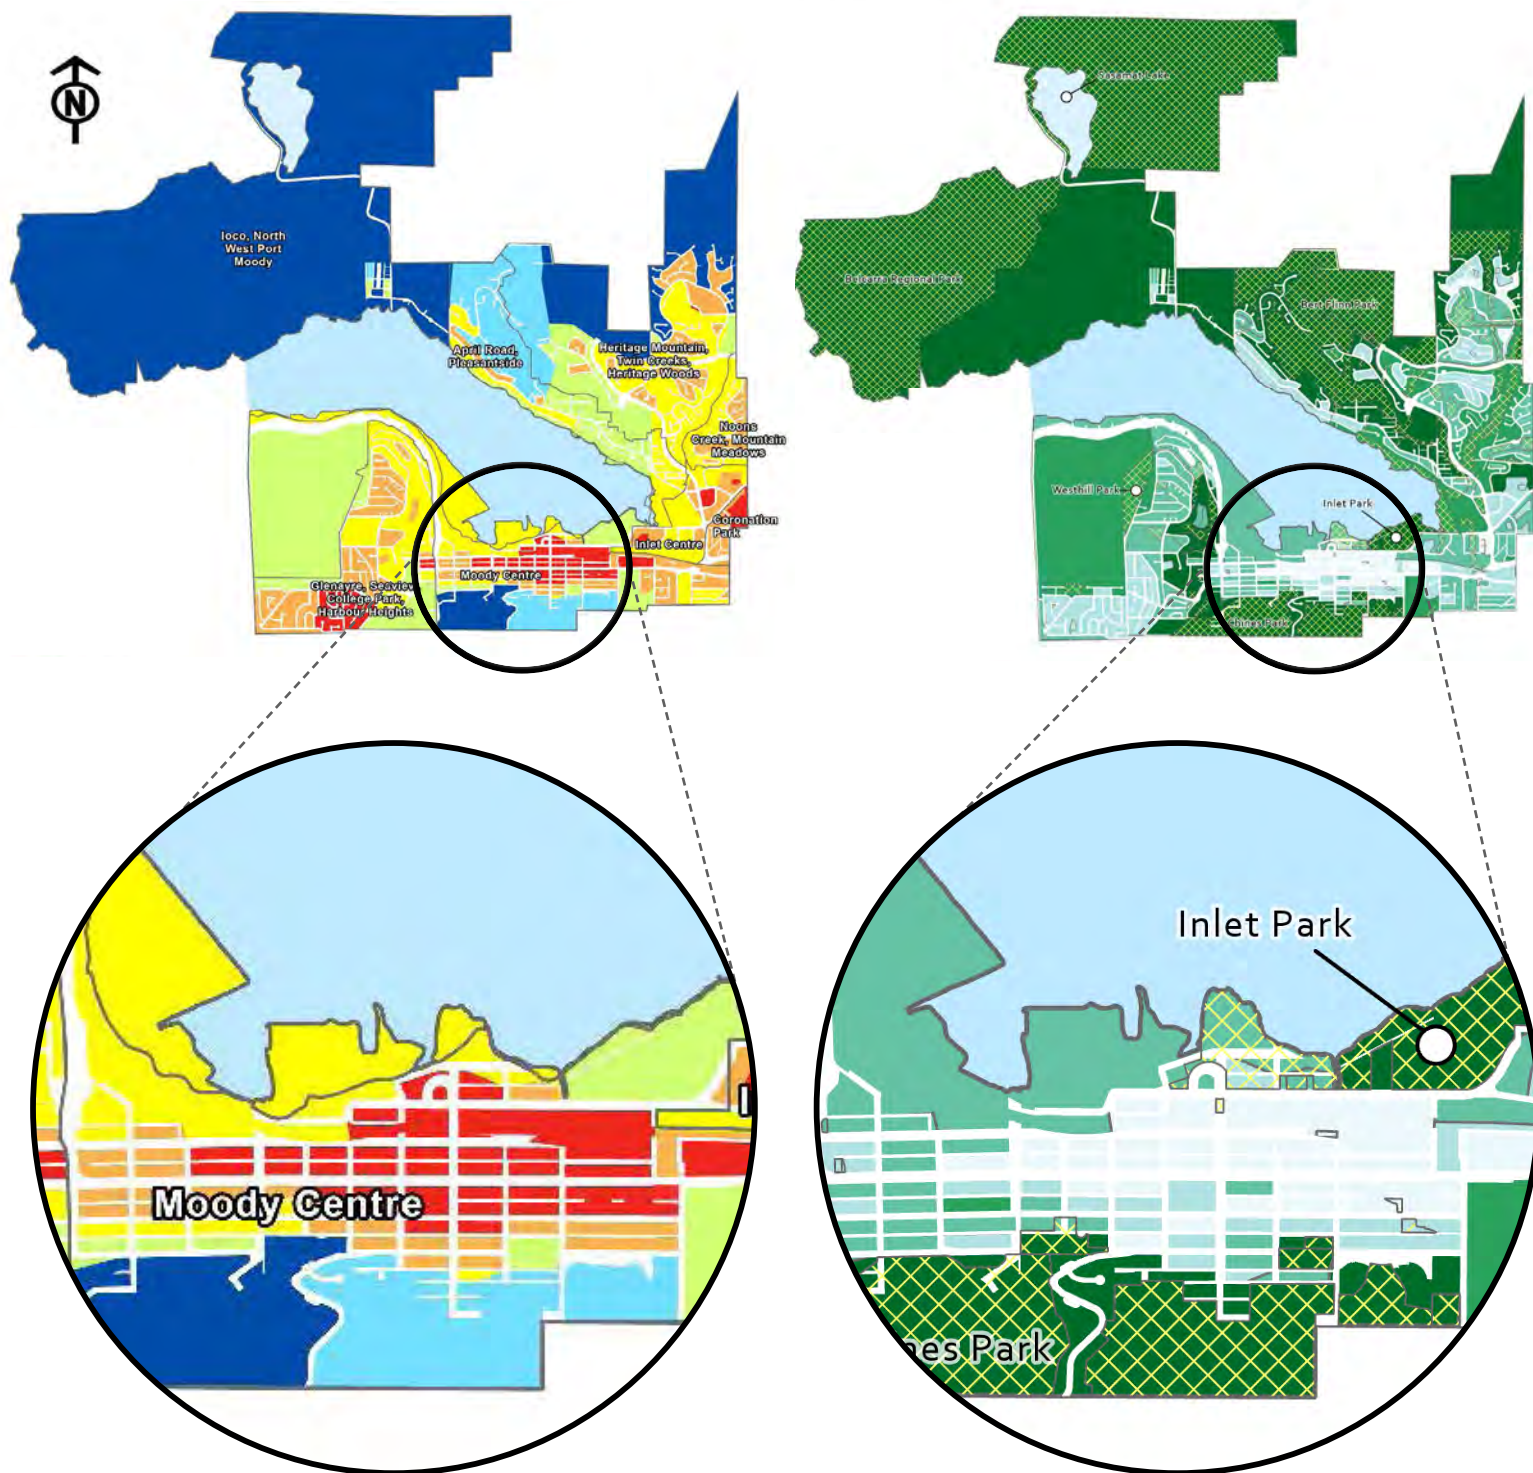 N
Ioco, North
West Port
Moody
April Road,
Pleasantside
Heritage Mountain,
Twin Creeks,
Heritage Woods
Noons
Creek, Mountain
Meadows
Coronation
Park
Inlet Centre
Moody Centre
Glenayre, Seaview
College Park,
Harbour Heights
Sasamat Lake
Belcarra Regional Park
Bert Flinn Park
Westhill Park
Inlet Park
Chines Park
Moody Centre
I
Inlet Park
nes Park